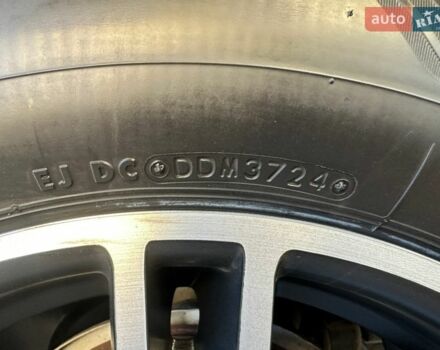 auto RIA
EJ DC DDM3724